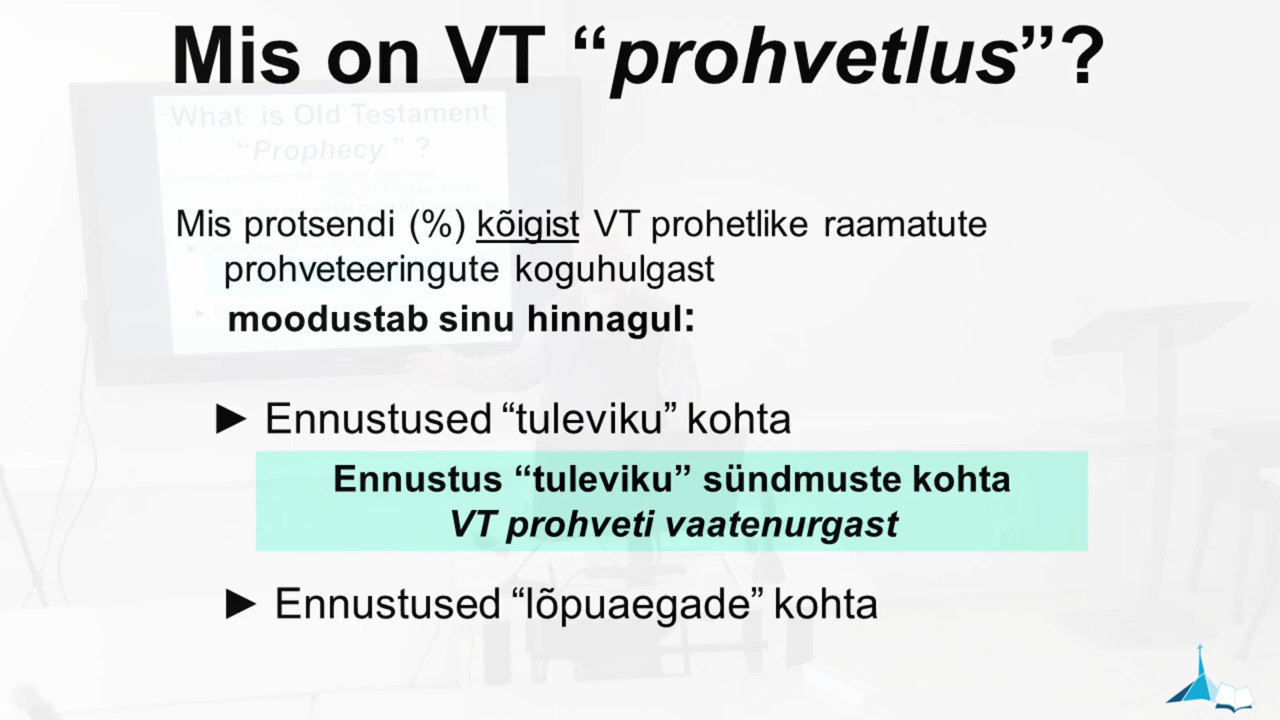 Mis on VT “prohvetlus”?
What is Old Testament
“Prophecy ” ?
Mis protsendi (%) kõigist VT prohetlike raamatute
prohveteeringute koguhulgast
moodustab sinu hinnagul:
► Ennustused “tuleviku” kohta
Ennustus “tuleviku” sündmuste kohta
VT prohveti vaatenurgast
► Ennustused “lõpuaegade” kohta